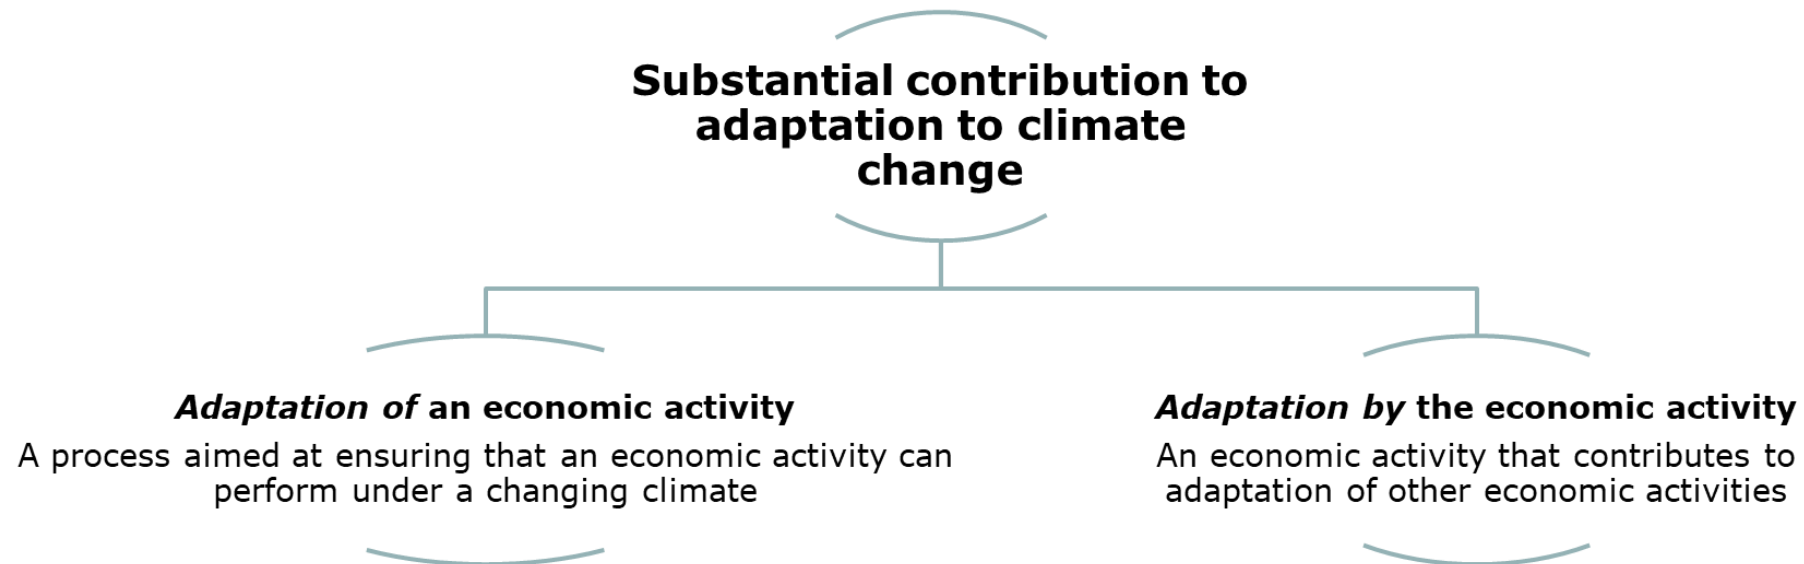 Substantial contribution to
adaptation to climate
change
Adaptation of an economic activity
A process aimed at ensuring that an economic activity can
perform under a changing climate
Adaptation by the economic activity
An economic activity that contributes to
adaptation of other economic activities